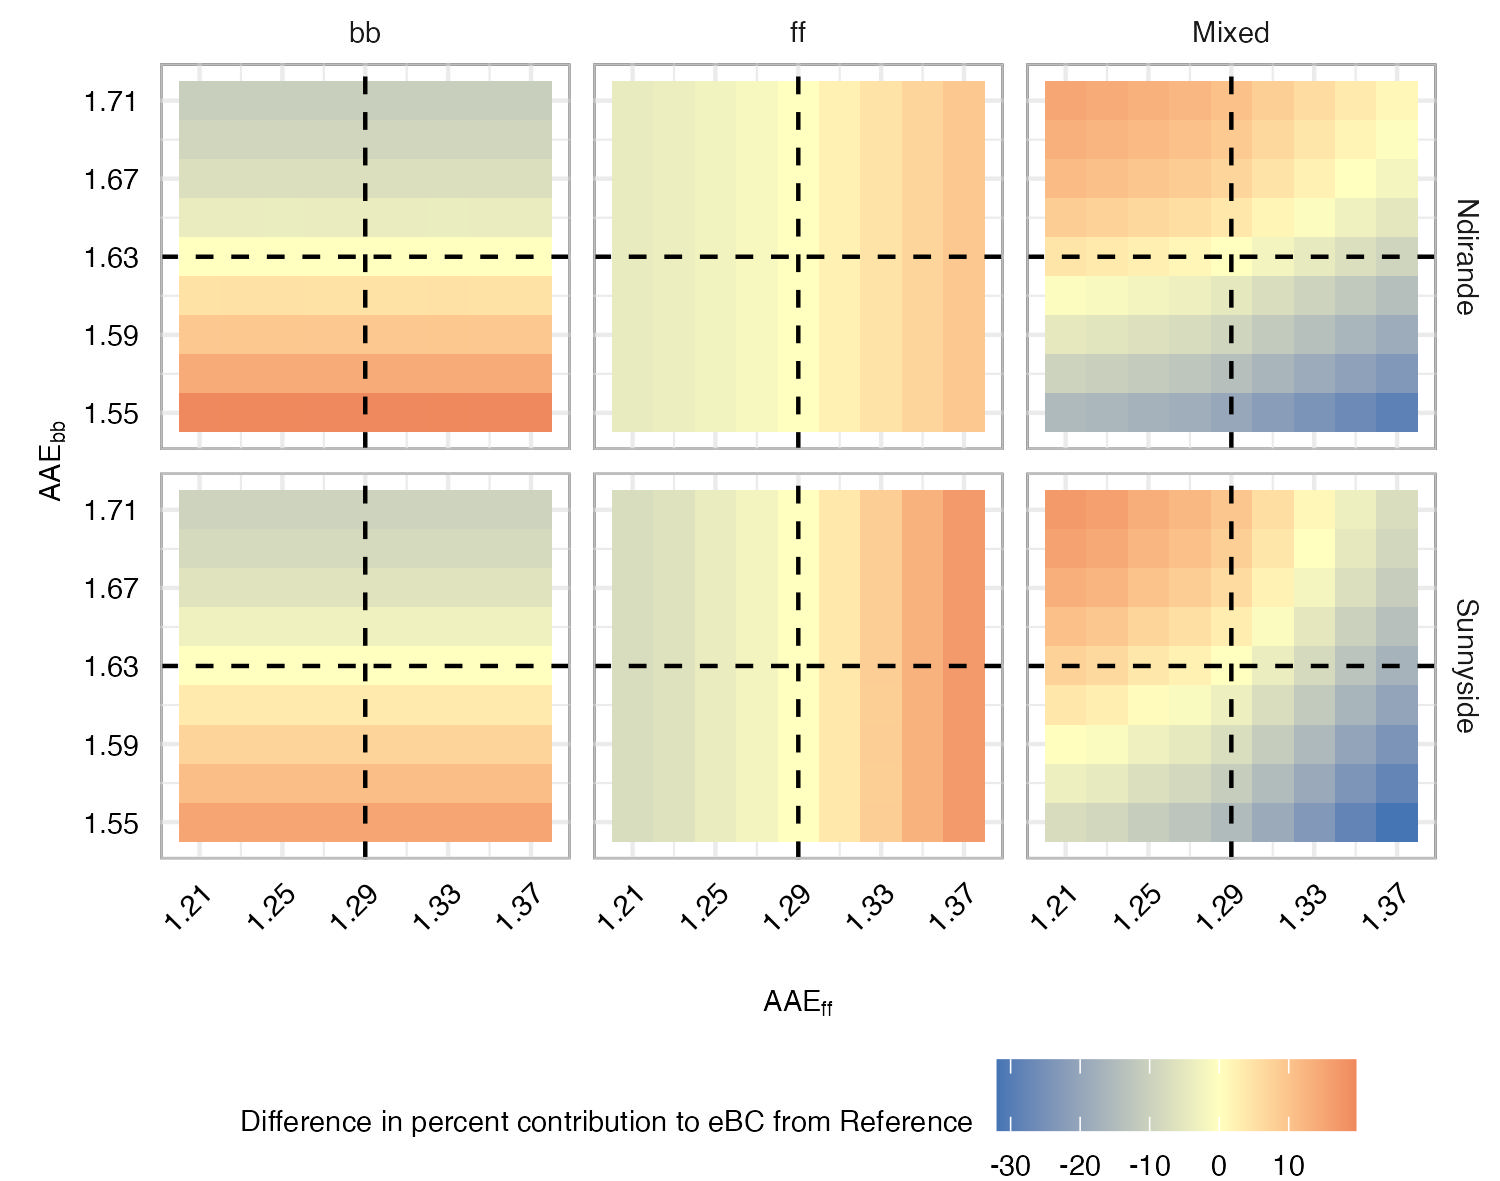 bb ff Mixed
1.71
1.67
1.63
1.59
1.55
Ndirande
AAEbb
1.71
1.67
1.63
1.59
1.55
Sunnyside
1.21 1.25 1.29 1.33 1.37 1.21 1.25 1.29 1.33 1.37 1.21 1.25 1.29 1.33 1.37
AAEff
Difference in percent contribution to eBC from Reference
-30 -20 -10 0 10